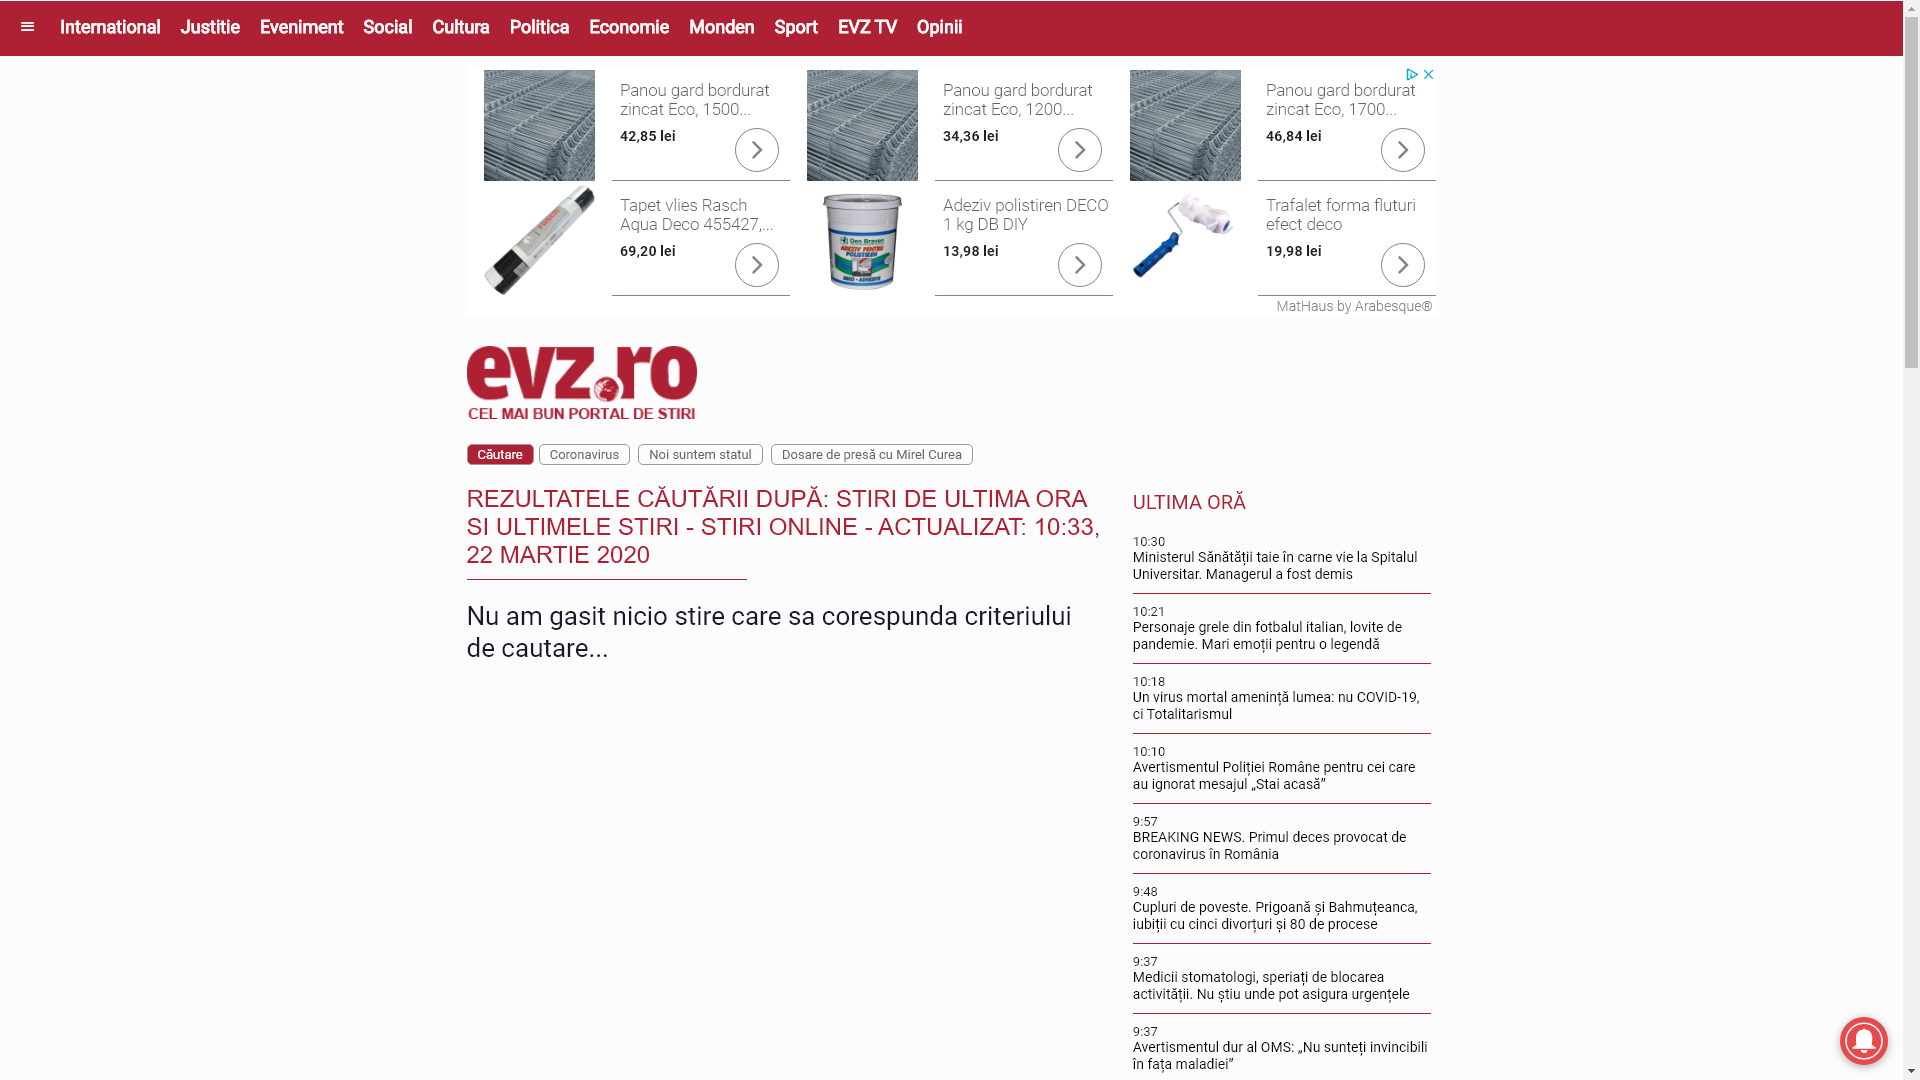 International Justitie Eveniment Social Cultura Politica Economie Monden Sport EVZ TV Opinii
Panou gard bordurat
zincat Eco, 1500...
42,85 lei
Panou gard bordurat
zincat Eco, 1200...
34,36 lei
Panou gard bordurat
zincat Eco, 1700...
46,84 lei
Tapet vlies Rasch
Aqua Deco 455427,...
69,20 lei
Den Braven
ADEZIV PENTRU
POLISTIREN
Adeziv polistiren DECO
1 kg DB DIY
13,98 lei
Trafalet forma fluturi
efect deco
19,98 lei
MatHaus by Arabesque®
evz.ro
CEL MAI BUN PORTAL DE STIRI
Căutare Coronavirus Noi suntem statul Dosare de presă cu Mirel Curea
REZULTATELE CĂUTĂRII DUPĂ: STIRI DE ULTIMA ORA
SI ULTIMELE STIRI - STIRI ONLINE - ACTUALIZAT: 10:33,
22 MARTIE 2020
Nu am gasit nicio stire care sa corespunda criteriului
de cautare...
ULTIMA ORĂ
10:30
Ministerul Sănătății taie în carne vie la Spitalul
Universitar. Managerul a fost demis
10:21
Personaje grele din fotbalul italian, lovite de
pandemie. Mari emoții pentru o legendă
10:18
Un virus mortal amenință lumea: nu COVID-19,
ci Totalitarismul
10:10
Avertismentul Poliției Române pentru cei care
au ignorat mesajul „Stai acasă”
9:57
BREAKING NEWS. Primul deces provocat de
coronavirus în România
9:48
Cupluri de poveste. Prigoană și Bahmuțeanca,
iubiții cu cinci divorțuri și 80 de procese
9:37
Medicii stomatologi, speriați de blocarea
activității. Nu știu unde pot asigura urgențele
9:37
Avertismentul dur al OMS: „Nu sunteți invincibili
în fața maladiei”